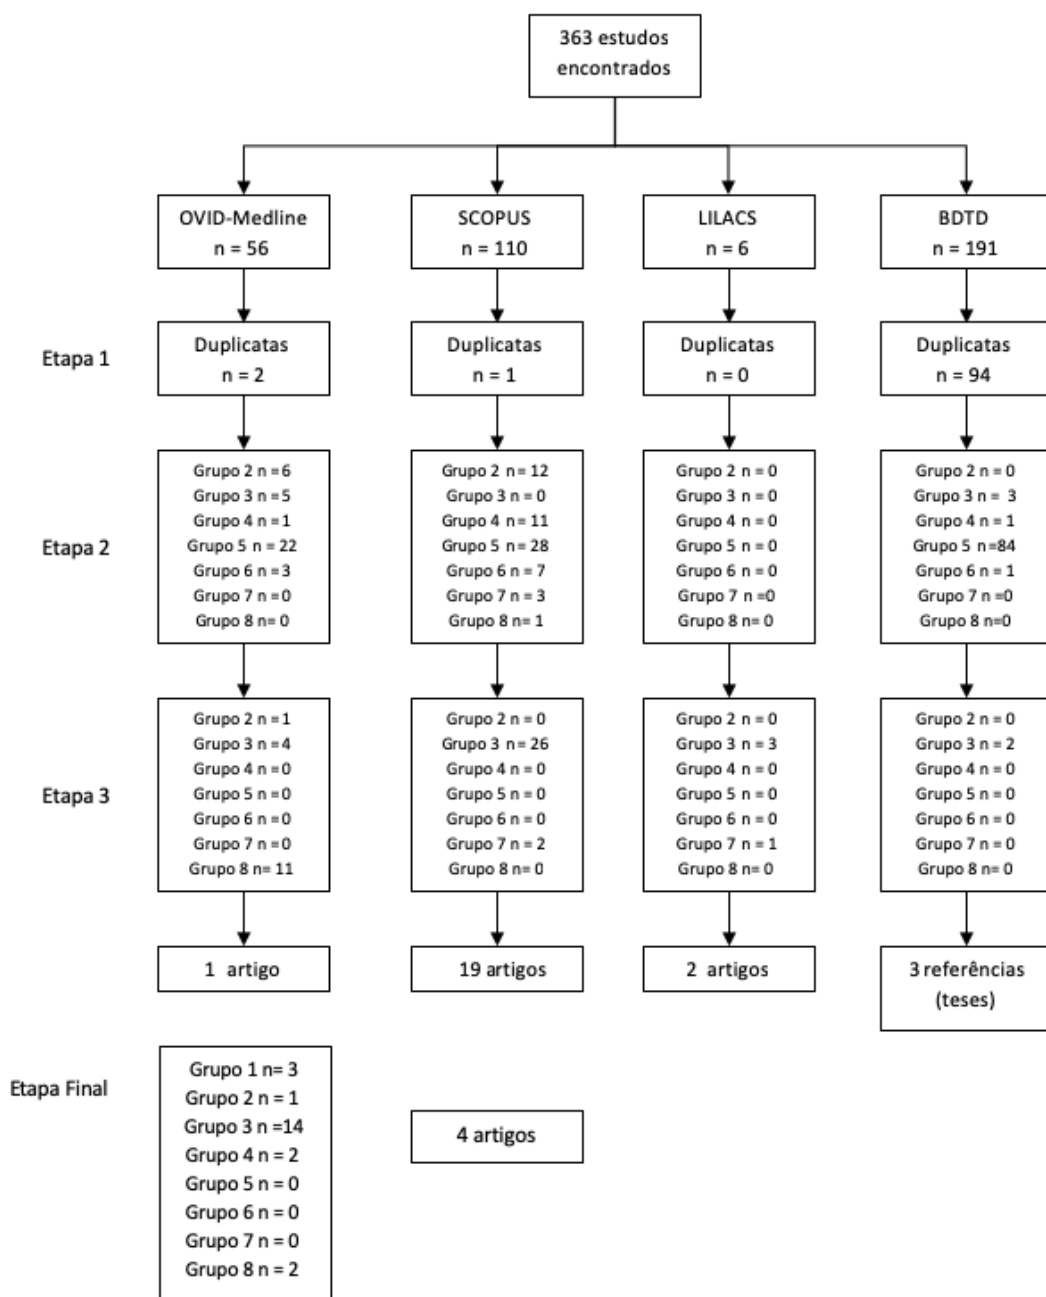 363 estudos
encontrados
OVID-Medline
n = 56
SCOPUS
n = 110
LILACS
n = 6
BDTD
n = 191
Etapa 1
Duplicatas
n = 2
Duplicatas
n = 1
Duplicatas
n = 0
Duplicatas
n = 94
Etapa 2
Grupo 2 n = 6
Grupo 3 n = 5
Grupo 4 n = 1
Grupo 5 n = 22
Grupo 6 n = 3
Grupo 7 n = 0
Grupo 8 n= 0
Grupo 2 n = 12
Grupo 3 n = 0
Grupo 4 n = 11
Grupo 5 n = 28
Grupo 6 n = 7
Grupo 7 n = 3
Grupo 8 n= 1
Grupo 2 n = 0
Grupo 3 n = 0
Grupo 4 n = 0
Grupo 5 n = 0
Grupo 6 n = 0
Grupo 7 n =0
Grupo 8 n= 0
Grupo 2 n = 0
Grupo 3 n = 3
Grupo 4 n = 1
Grupo 5 n =84
Grupo 6 n = 1
Grupo 7 n =0
Grupo 8 n=0
Etapa 3
Grupo 2 n = 1
Grupo 3 n = 4
Grupo 4 n = 0
Grupo 5 n = 0
Grupo 6 n = 0
Grupo 7 n = 0
Grupo 8 n= 11
Grupo 2 n = 0
Grupo 3 n = 26
Grupo 4 n = 0
Grupo 5 n = 0
Grupo 6 n = 0
Grupo 7 n = 2
Grupo 8 n= 0
Grupo 2 n = 0
Grupo 3 n = 3
Grupo 4 n = 0
Grupo 5 n = 0
Grupo 6 n = 0
Grupo 7 n = 1
Grupo 8 n= 0
Grupo 2 n = 0
Grupo 3 n = 2
Grupo 4 n = 0
Grupo 5 n = 0
Grupo 6 n = 0
Grupo 7 n = 0
Grupo 8 n= 0
1 artigo
19 artigos
2 artigos
3 referências
(teses)
Etapa Final
Grupo 1 n= 3
Grupo 2 n = 1
Grupo 3 n =14
Grupo 4 n = 2
Grupo 5 n = 0
Grupo 6 n = 0
Grupo 7 n = 0
Grupo 8 n = 2
4 artigos